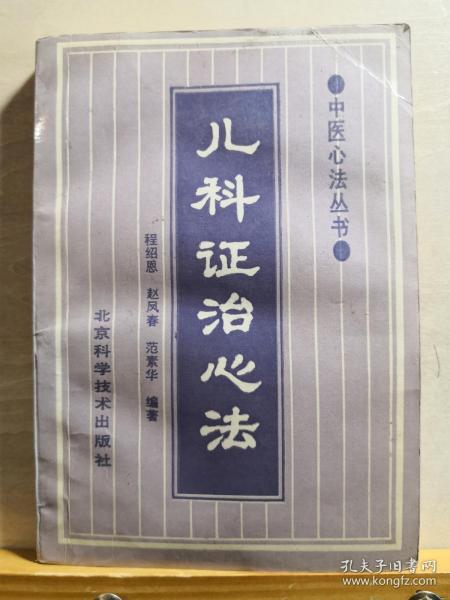 中医心法丛书
儿科证治心法
程绍恩 赵凤春 范素华 编著
北京科学技术出版社
孔夫子旧书网
www.kongfz.com